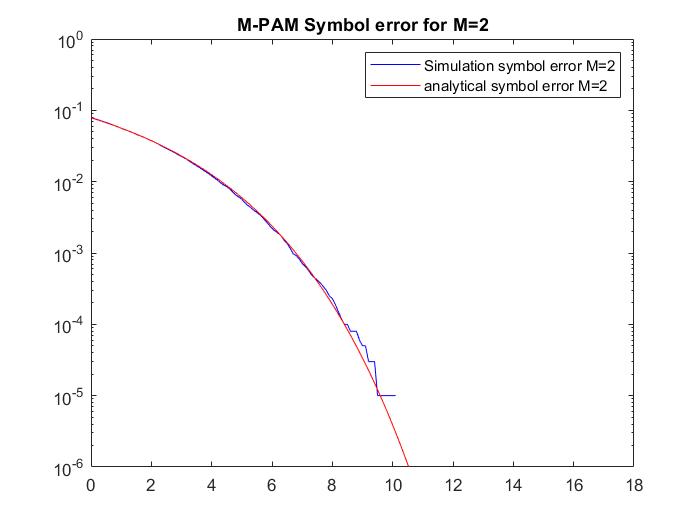 M-PAM Symbol error for M=2
Simulation symbol error M=2
analytical symbol error M=2
10^0
10^-1
10^-2
10^-3
10^-4
10^-5
10^-6
0 2 4 6 8 10 12 14 16 18